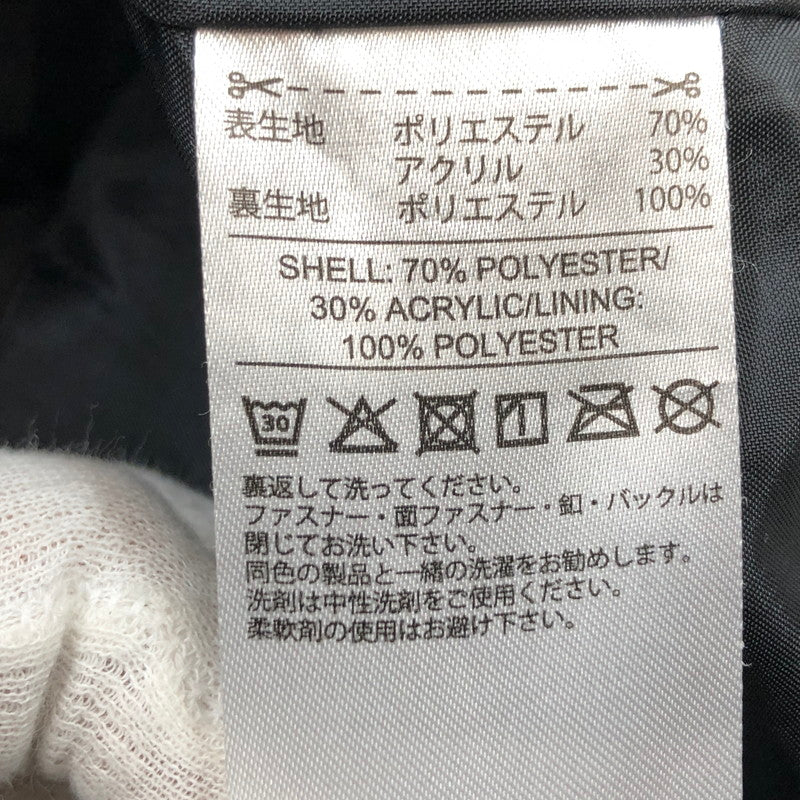 表生地 ポリエステル 70%
アクリル 30%
裏生地 ポリエステル 100%
SHELL: 70% POLYESTER/
30% ACRYLIC/LINING:
100% POLYESTER
30
裏返して洗ってください。
ファスナー・面ファスナー・釦・バックルは
閉じてお洗い下さい。
同色の製品と一緒の洗濯をお勧めします。
洗剤は中性洗剤をご使用ください。
柔軟剤の使用はお避け下さい。